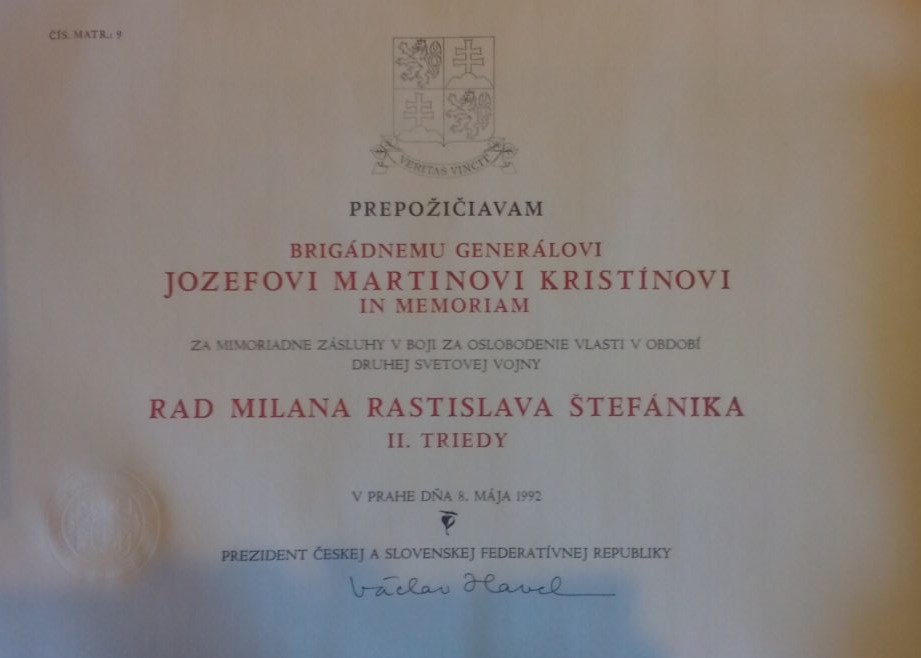 ČÍS. MATR.: 9
VERITAS VINCIT
PREPOŽIČIAVAM
BRIGÁDNEMU GENERÁLOVI
JOZEFOVI MARTINOVI KRISTÍNOVI
IN MEMORIAM
ZA MIMORIADNE ZÁSLUHY V BOJI ZA OSLOBODENIE VLASTI V OBDOBÍ
DRUHEJ SVETOVEJ VOJNY
RAD MILANA RASTISLAVA ŠTEFÁNIKA
II. TRIEDY
V PRAHE DŇA 8. MÁJA 1992
PREZIDENT ČESKEJ A SLOVENSKEJ FEDERATÍVNEJ REPUBLIKY
Václav Havel